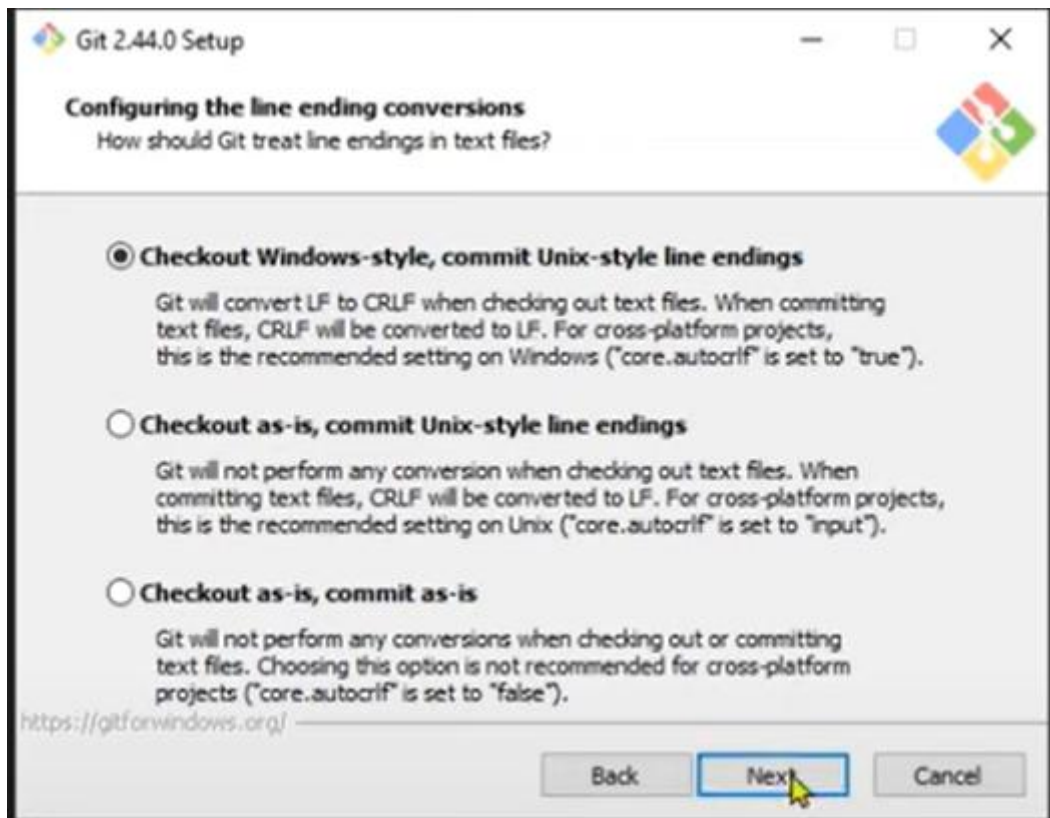 Git 2.44.0 Setup
Configuring the line ending conversions
How should Git treat line endings in text files?
Checkout Windows-style, commit Unix-style line endings
Git will convert LF to CRLF when checking out text files. When committing
text files, CRLF will be converted to LF. For cross-platform projects,
this is the recommended setting on Windows ("core.autocrlf" is set to "true").
Checkout as-is, commit Unix-style line endings
Git will not perform any conversion when checking out text files. When
committing text files, CRLF will be converted to LF. For cross-platform projects,
this is the recommended setting on Unix ("core.autocrlf" is set to "input").
Checkout as-is, commit as-is
Git will not perform any conversions when checking out or committing
text files. Choosing this option is not recommended for cross-platform
projects ("core.autocrlf" is set to "false").
https://gitforwindows.org/
Back
Next
Cancel